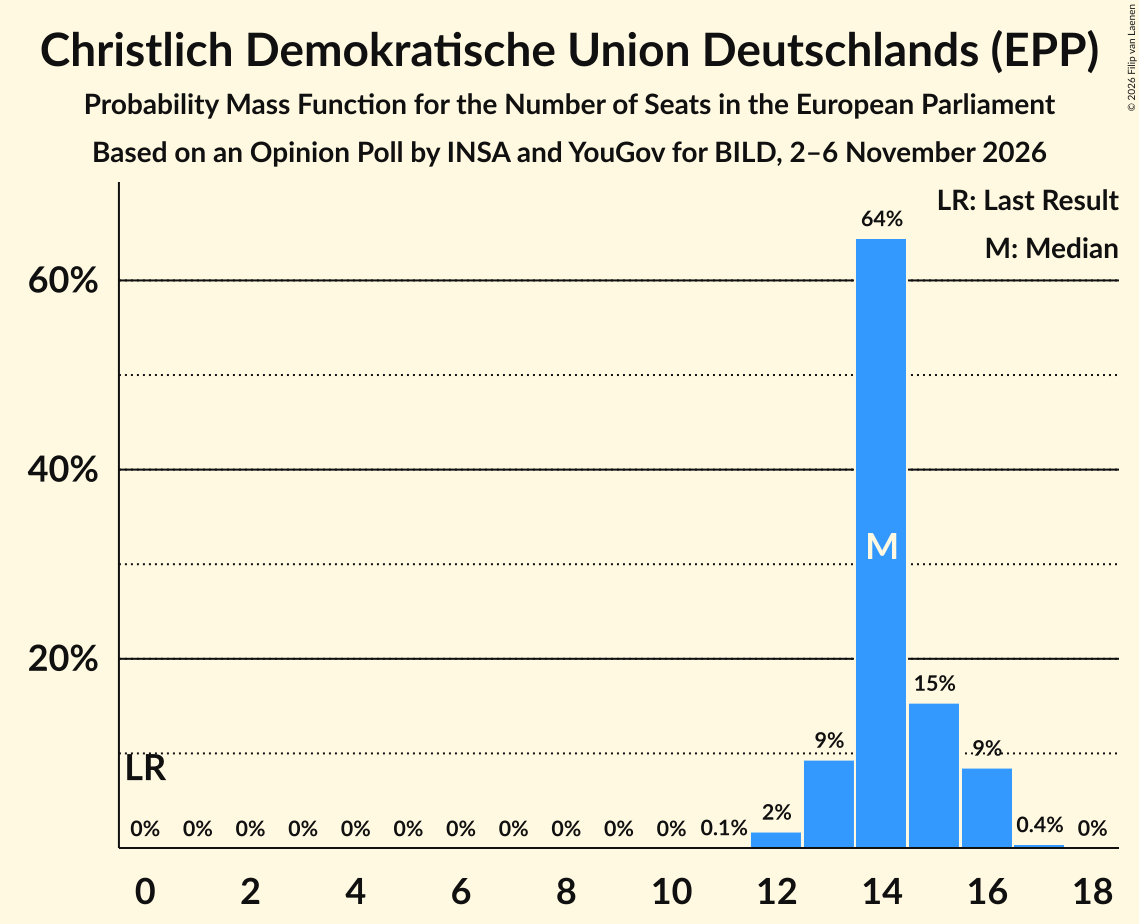 Christlich Demokratische Union Deutschlands (EPP)
Probability Mass Function for the Number of Seats in the European Parliament
Based on an Opinion Poll by INSA and YouGov for BILD, 2–6 November 2026
© 2026 Filip van Laenen
LR: Last Result
M: Median
60%
40%
20%
64%
M
15%
9%
9%
LR
2%
0% 0% 0% 0% 0% 0% 0% 0% 0% 0% 0% 0.1% 0.4% 0%
0 2 4 6 8 10 12 14 16 18